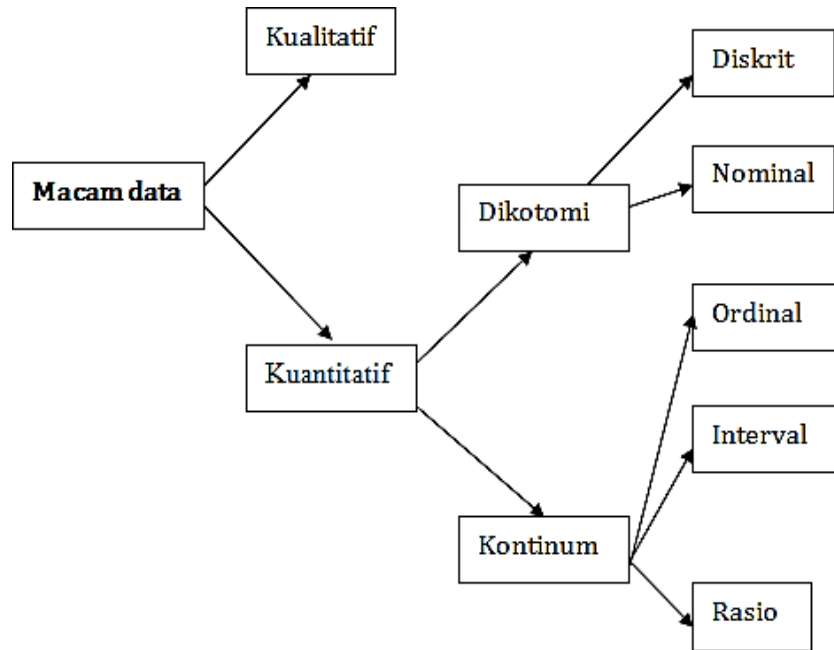 Kualitatif
Diskrit
Macam data
Nominal
Dikotomi
Ordinal
Kuantitatif
Interval
Kontinum
Rasio